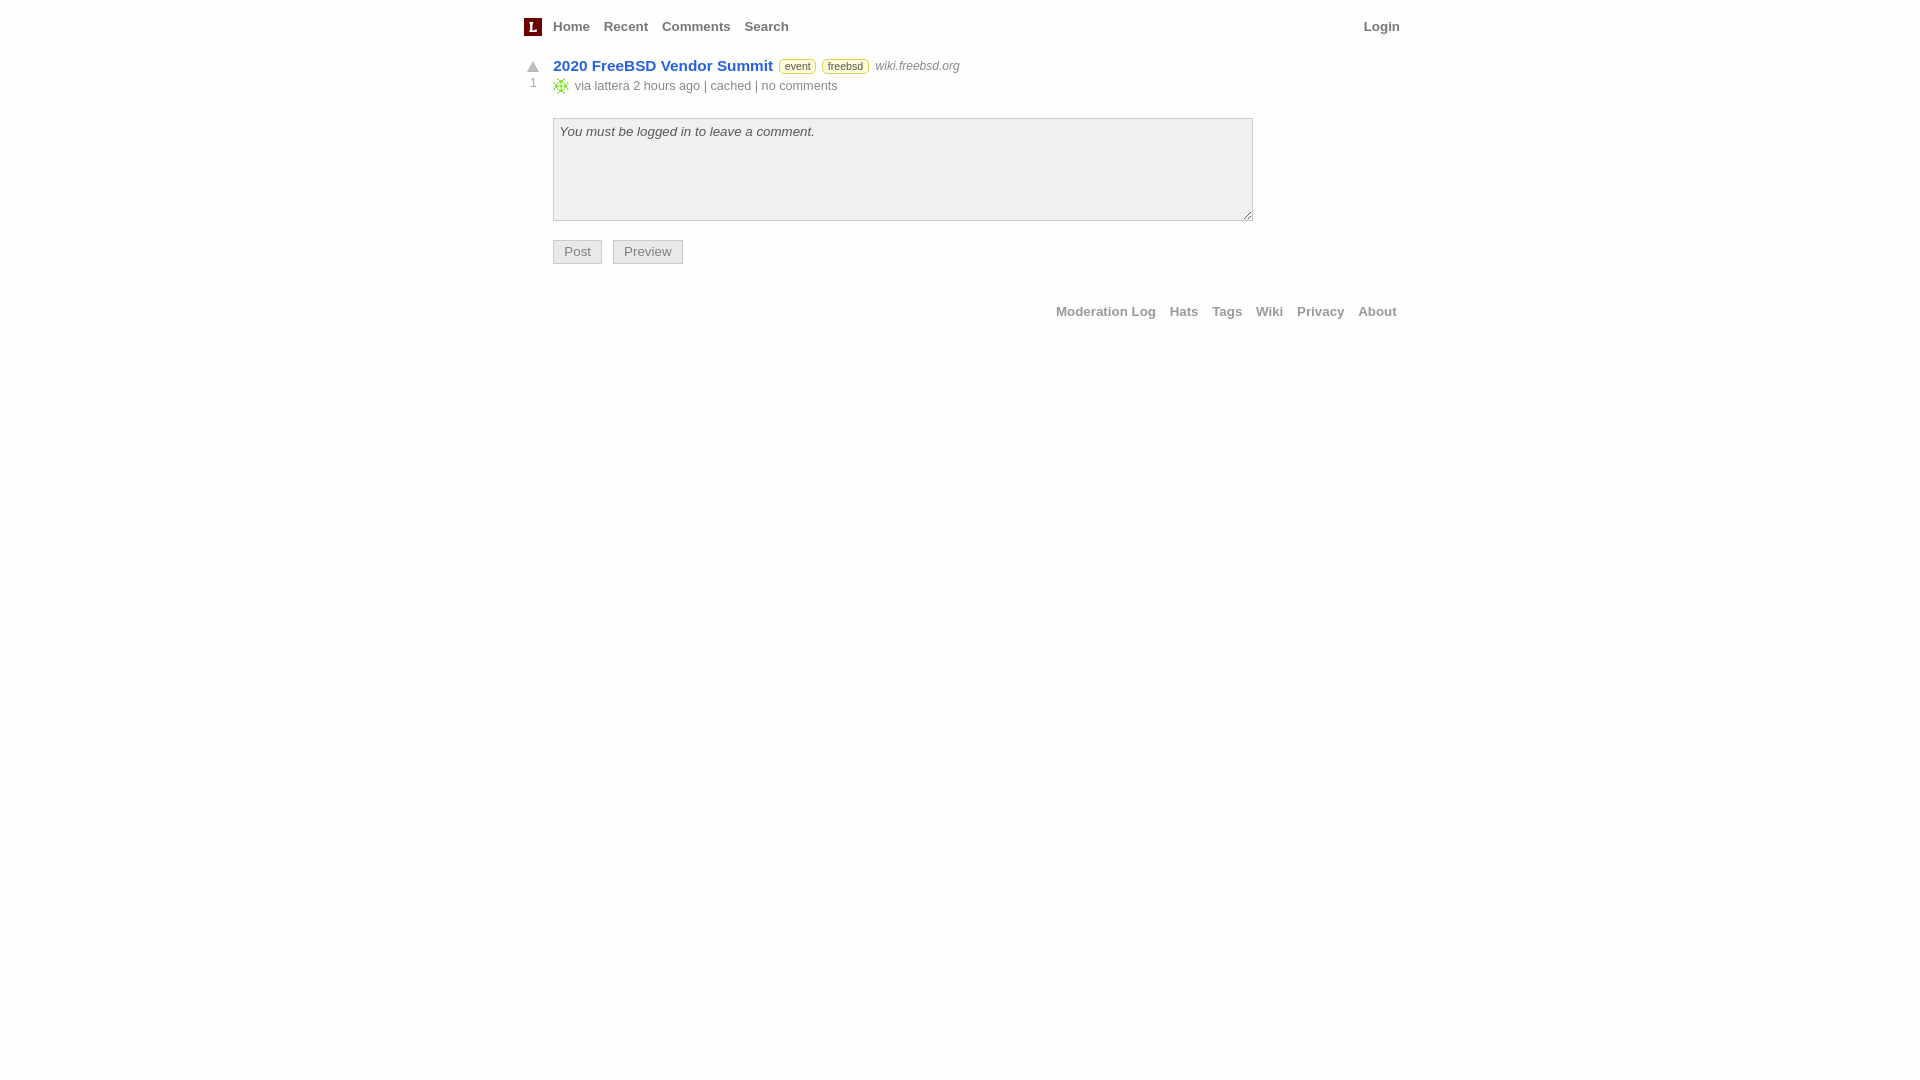 L Home Recent Comments Search Login
2020 FreeBSD Vendor Summit event freebsd wiki.freebsd.org
1 via lattera 2 hours ago | cached | no comments
You must be logged in to leave a comment.
Post Preview
Moderation Log Hats Tags Wiki Privacy About